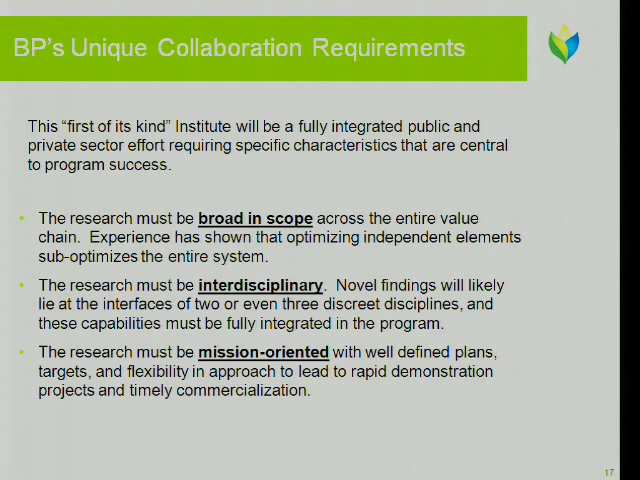 BP's Unique Collaboration Requirements
This “first of its kind” Institute will be a fully integrated public and
private sector effort requiring specific characteristics that are central
to program success.
• The research must be broad in scope across the entire value
chain. Experience has shown that optimizing independent elements
sub-optimizes the entire system.
• The research must be interdisciplinary. Novel findings will likely
lie at the interfaces of two or even three discreet disciplines, and
these capabilities must be fully integrated in the program.
• The research must be mission-oriented with well defined plans,
targets, and flexibility in approach to lead to rapid demonstration
projects and timely commercialization.
17